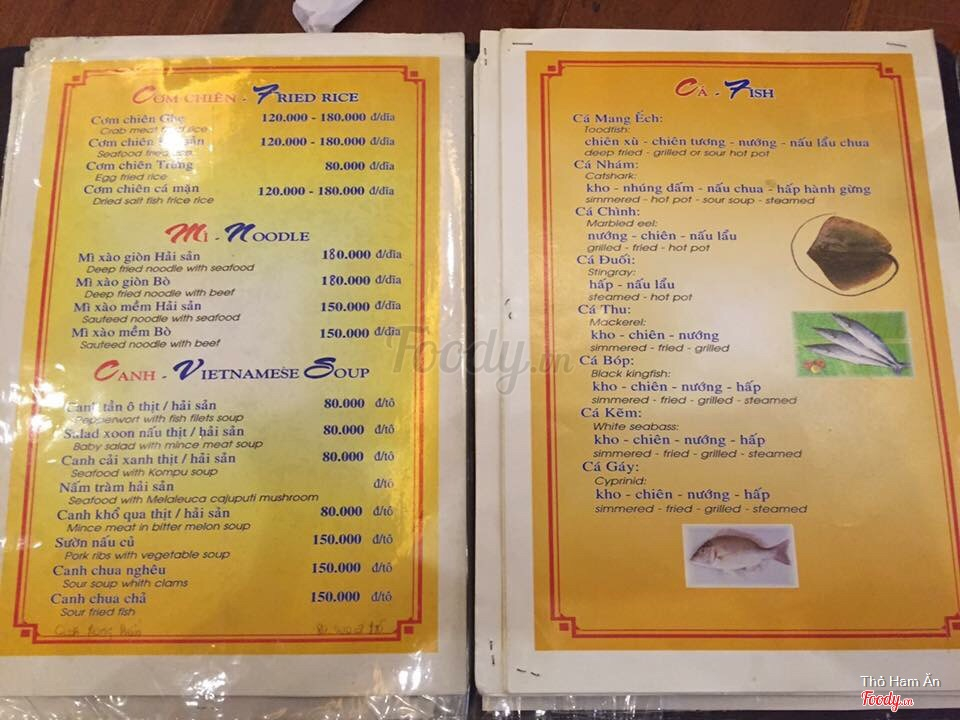 CƠM CHIÊN - FRIED RICE
Cơm chiên Ghẹ 120.000 - 180.000 đ/dĩa
Crab meat fried rice
Cơm chiên sản 120.000 - 180.000 đ/dĩa
Seafood fried
Cơm chiên Trứng 80.000 đ/dĩa
Egg fried rice
Cơm chiên cá mặn 120.000 - 180.000 đ/dĩa
Dried salt fish frice rice
MÌ - NOODLE
Mì xào giòn Hải sản 180.000 đ/dĩa
Deep fried noodle with seafood
Mì xào giòn Bò 180.000 đ/dĩa
Deep fried noodle with beef
Mì xào mềm Hải sản 150.000 đ/dĩa
Sauteed noodle with seafood
Mì xào mềm Bò 150.000 đ/dĩa
Sauteed noodle with beef
CANH - VIETNAMESE SOUP
Canh tần ô thịt / hải sản 80.000 đ/tô
Pepperwort with fish filets soup
Salad xoon nấu thịt / hải sản 80.000 đ/tô
Baby salad with mince meat soup
Canh cải xanh thịt / hải sản 80.000 đ/tô
Seafood with Kompu soup
Nấm tràm hải sản đ/tô
Seafood with Melaleuca cajuputi mushroom
Canh khổ qua thịt / hải sản 80.000 đ/tô
Mince meat in bitter melon soup
Sườn nấu củ 150.000 đ/tô
Pork ribs with vegetable soup
Canh chua nghêu 150.000 đ/tô
Sour soup whith clams
Canh chua chả 150.000 đ/tô
Sour fried fish
CÁ - FISH
Cá Mang Ếch:
Toodfish:
chiên xù - chiên tương - nướng - nấu lẩu chua
deep fried - grilled or sour hot pot
Cá Nhám:
Catshark:
kho - nhúng dấm - nấu chua - hấp hành gừng
simmered - hot pot - sour soup - steamed
Cá Chình:
Marbled eel:
nướng - chiên - nấu lẩu
grilled - fried - hot pot
Cá Đuối:
Stingray:
hấp - nấu lẩu
steamed - hot pot
Cá Thu:
Mackerel:
kho - chiên - nướng
simmered - fried - grilled
Cá Bóp:
Black kingfish:
kho - chiên - nướng - hấp
simmered - fried - grilled - steamed
Cá Kẽm:
White seabass:
kho - chiên - nướng - hấp
simmered - fried - grilled - steamed
Cá Gáy:
Cyprinid:
kho - chiên - nướng - hấp
simmered - fried - grilled - steamed
Foody.vn
Thỏ Ham Ăn
Foody.vn